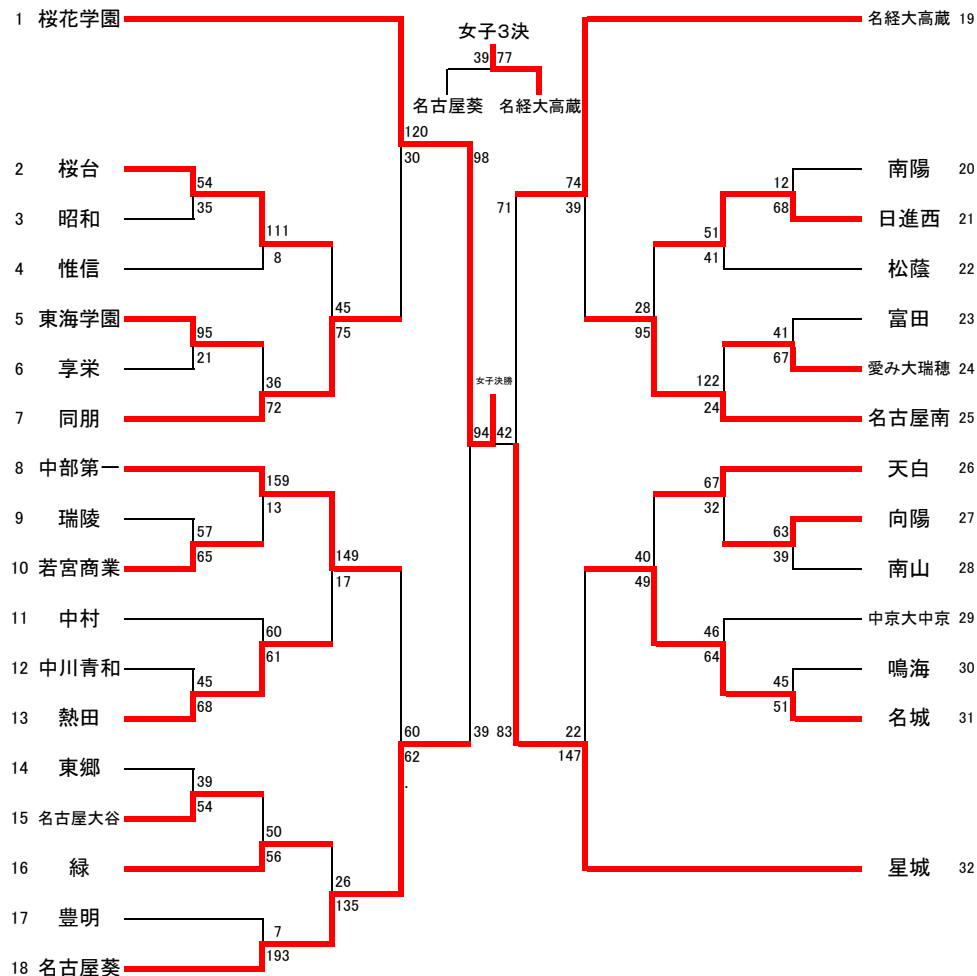 1 桜花学園
女子3決
名経大高蔵 19
39 77
名古屋葵 名経大高蔵
120
30
98
2 桜台
54
35
3 昭和
111
8
4 惟信
5 東海学園
95
21
6 享栄
45
75
36
72
7 同朋
8 中部第一
159
13
9 瑞陵
57
65
10 若宮商業
149
17
11 中村
60
61
12 中川青和
45
68
13 熱田
60
62
.
39
14 東郷
39
54
15 名古屋大谷
50
56
16 緑
26
135
17 豊明
7
193
18 名古屋葵
女子決勝
94 42
71
74
39
南陽 20
12
68
日進西 21
51
41
松蔭 22
28
95
富田 23
41
67
愛み大瑞穂 24
122
24
名古屋南 25
天白 26
67
32
向陽 27
63
39
南山 28
40
49
中京大中京 29
46
64
鳴海 30
45
51
名城 31
83
22
147
星城 32